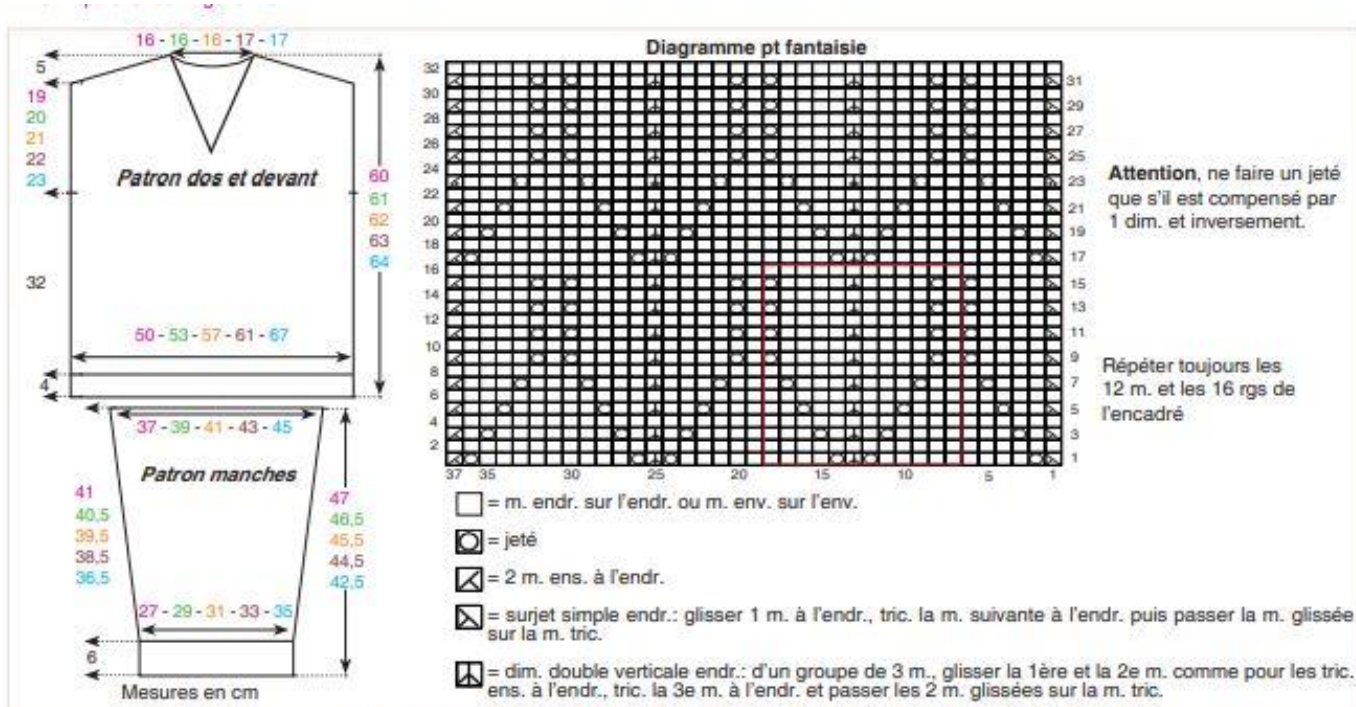 16 - 16 - 16 - 17 - 17
5
19
20
21
22
23
32
4
Patron dos et devant
50 - 53 - 57 - 61 - 67
60
61
62
63
64
37 - 39 - 41 - 43 - 45
Patron manches
41
40,5
39,5
38,5
36,5
47
46,5
45,5
44,5
42,5
27 - 29 - 31 - 33 - 35
6
Mesures en cm
Diagramme pt fantaisie
32
30
28
26
24
22
20
18
16
14
12
10
8
6
4
2
31
29
27
25
23
21
19
17
15
13
11
9
7
5
3
1
37 35 30 25 20 15 10 5 1
Attention, ne faire un jeté
que s'il est compensé par
1 dim. et inversement.
Répéter toujours les
12 m. et les 16 rgs de
l'encadré
= m. endr. sur l'endr. ou m. env. sur l'env.
= jeté
= 2 m. ens. à l'endr.
= surjet simple endr.: glisser 1 m. à l'endr., tric. la m. suivante à l'endr. puis passer la m. glissée
sur la m. tric.
= dim. double verticale endr.: d'un groupe de 3 m., glisser la 1ère et la 2e m. comme pour les tric.
ens. à l'endr., tric. la 3e m. à l'endr. et passer les 2 m. glissées sur la m. tric.